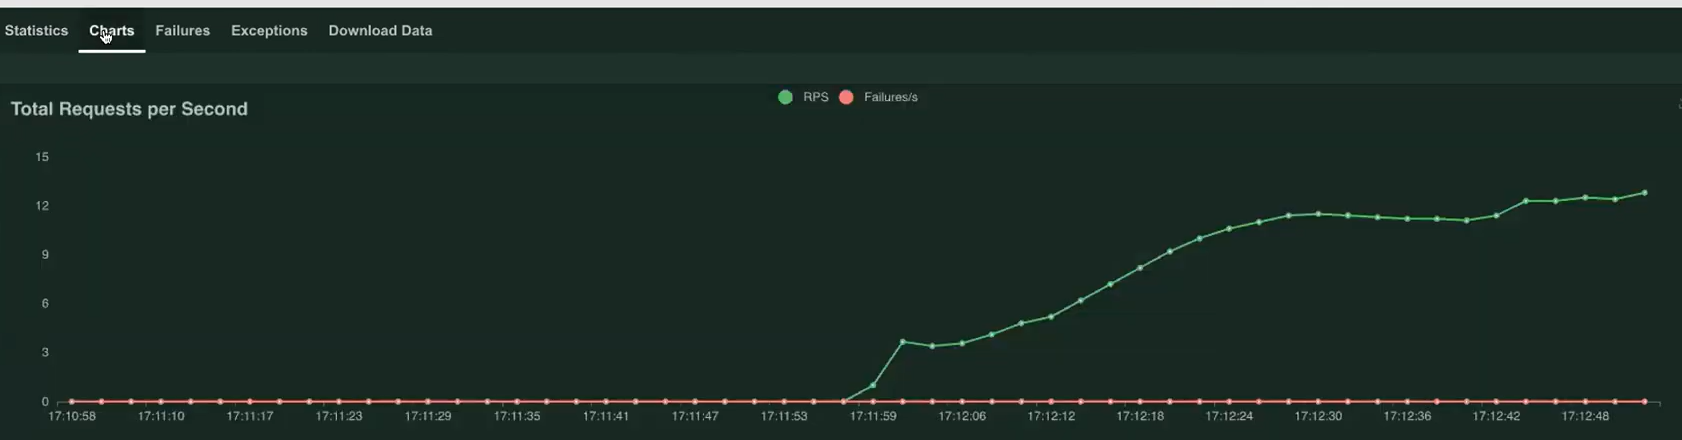 Statistics Charts Failures Exceptions Download Data
Total Requests per Second
RPS Failures/s
15
12
9
6
3
0
17:10:58 17:11:10 17:11:17 17:11:23 17:11:29 17:11:35 17:11:41 17:11:47 17:11:53 17:11:59 17:12:06 17:12:12 17:12:18 17:12:24 17:12:30 17:12:36 17:12:42 17:12:48